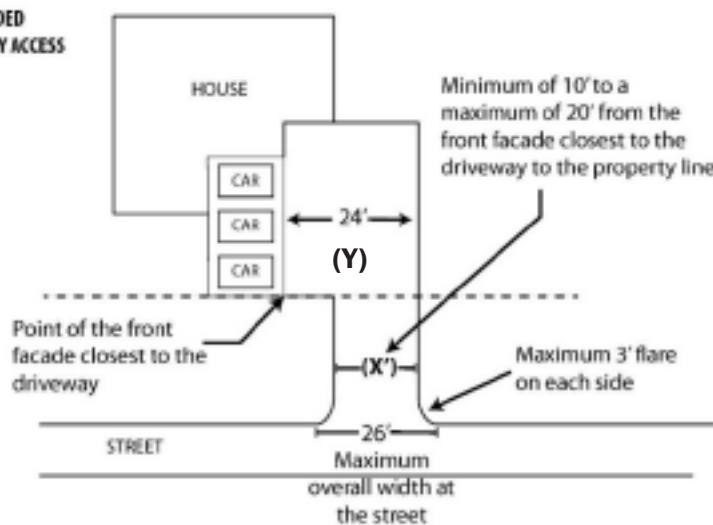 DED
Y ACCESS
HOUSE
Minimum of 10' to a
maximum of 20' from the
front facade closest to the
driveway to the property line
CAR
CAR
CAR
24'
(Y)
Point of the front
facade closest to the
driveway
(X')
Maximum 3' flare
on each side
STREET
26'
Maximum
overall width at
the street